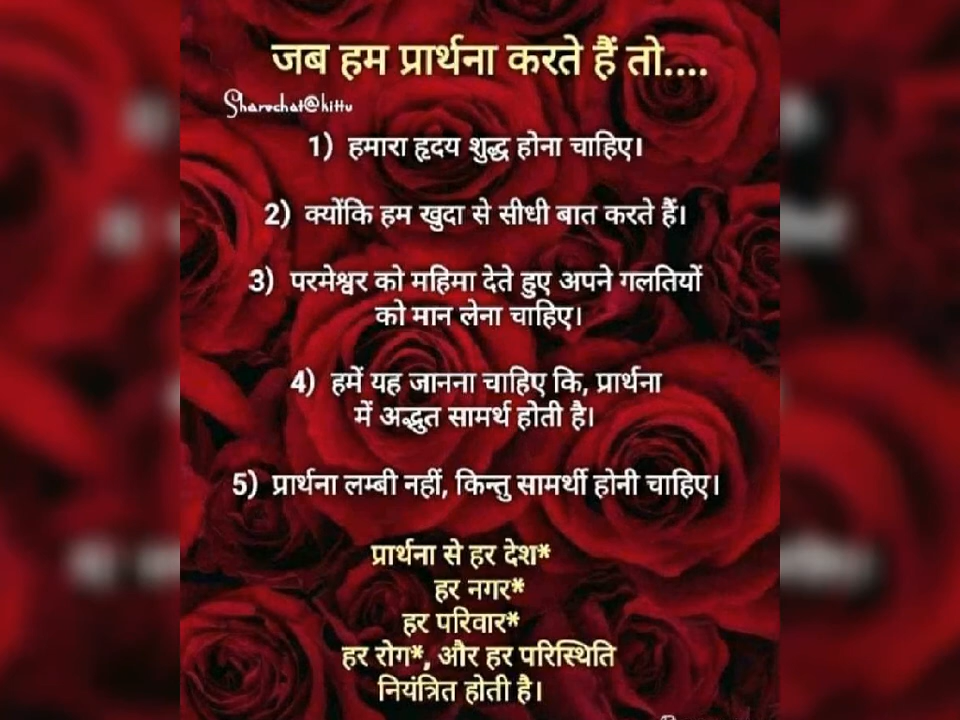 जब हम प्रार्थना करते हैं तो....
Sharechat@kittu
1) हमारा हृदय शुद्ध होना चाहिए।
2) क्योंकि हम खुदा से सीधी बात करते हैं।
3) परमेश्वर को महिमा देते हुए अपने गलतियों
को मान लेना चाहिए।
4) हमें यह जानना चाहिए कि, प्रार्थना
में अद्भुत सामर्थ होती है।
5) प्रार्थना लम्बी नहीं, किन्तु सामर्थी होनी चाहिए।
प्रार्थना से हर देश*
हर नगर*
हर परिवार*
हर रोग*, और हर परिस्थिति
नियंत्रित होती है।